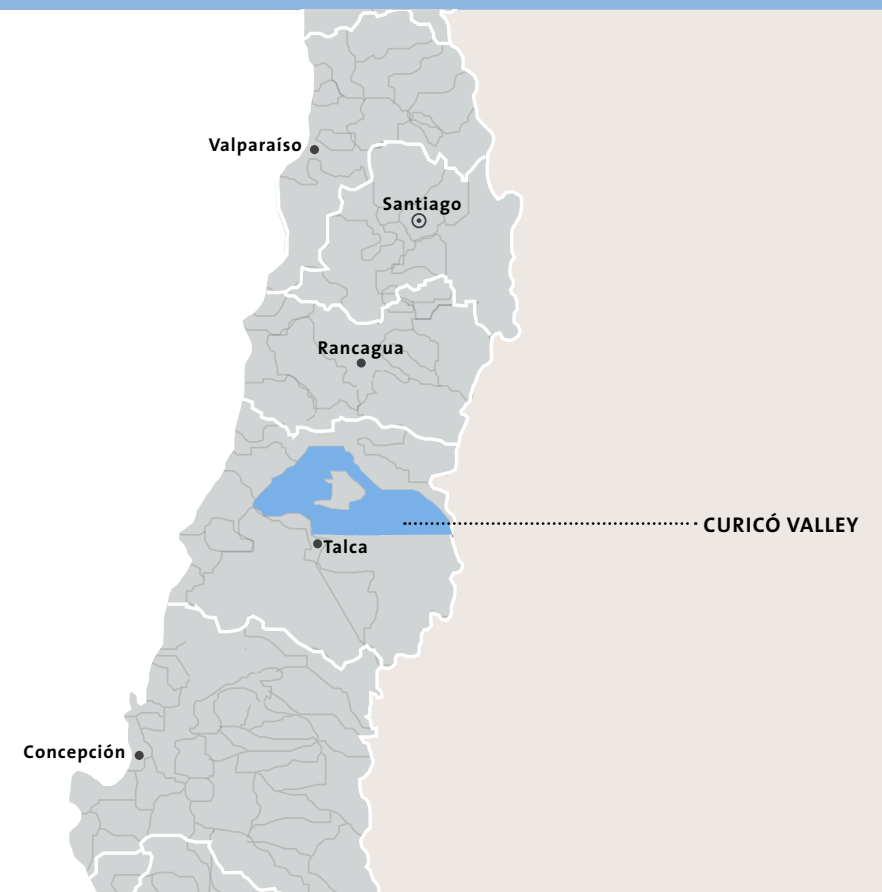 Valparaíso
Santiago
Rancagua
CURICÓ VALLEY
Talca
Concepción